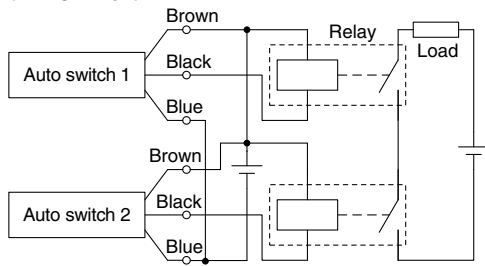 Brown
Relay
Auto switch 1
Black
Load
Blue
Brown
Auto switch 2
Black
Blue